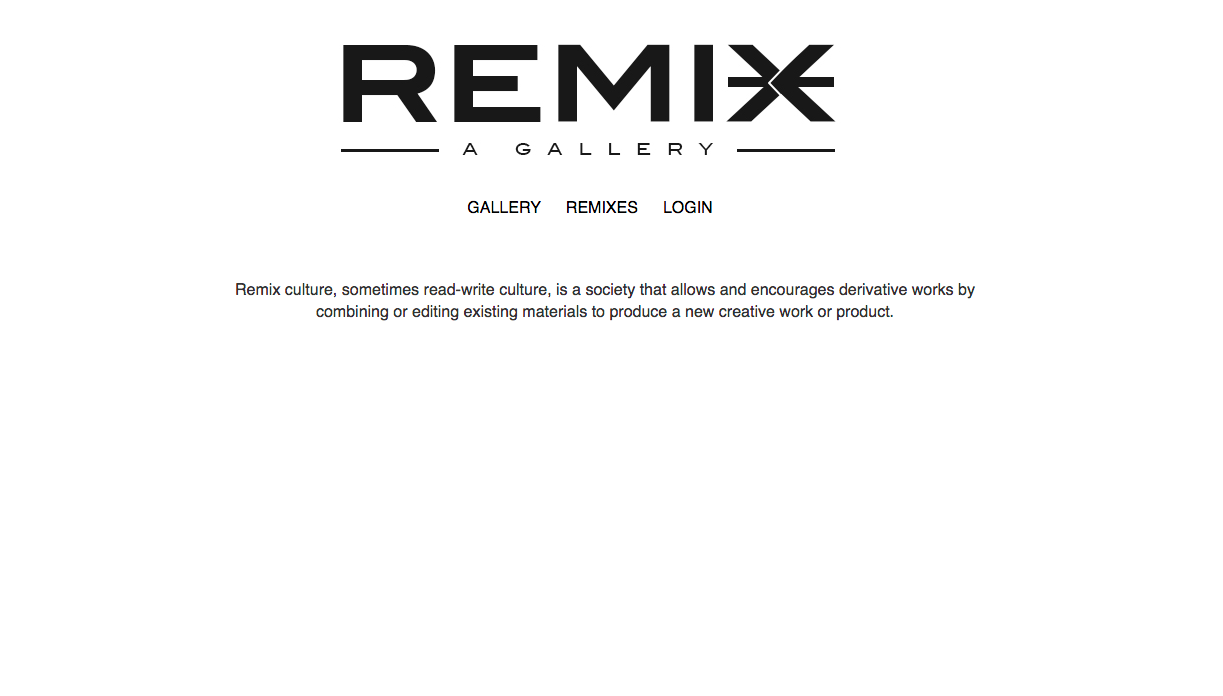 REMIX
A GALLERY
GALLERY REMIXES LOGIN
Remix culture, sometimes read-write culture, is a society that allows and encourages derivative works by
combining or editing existing materials to produce a new creative work or product.